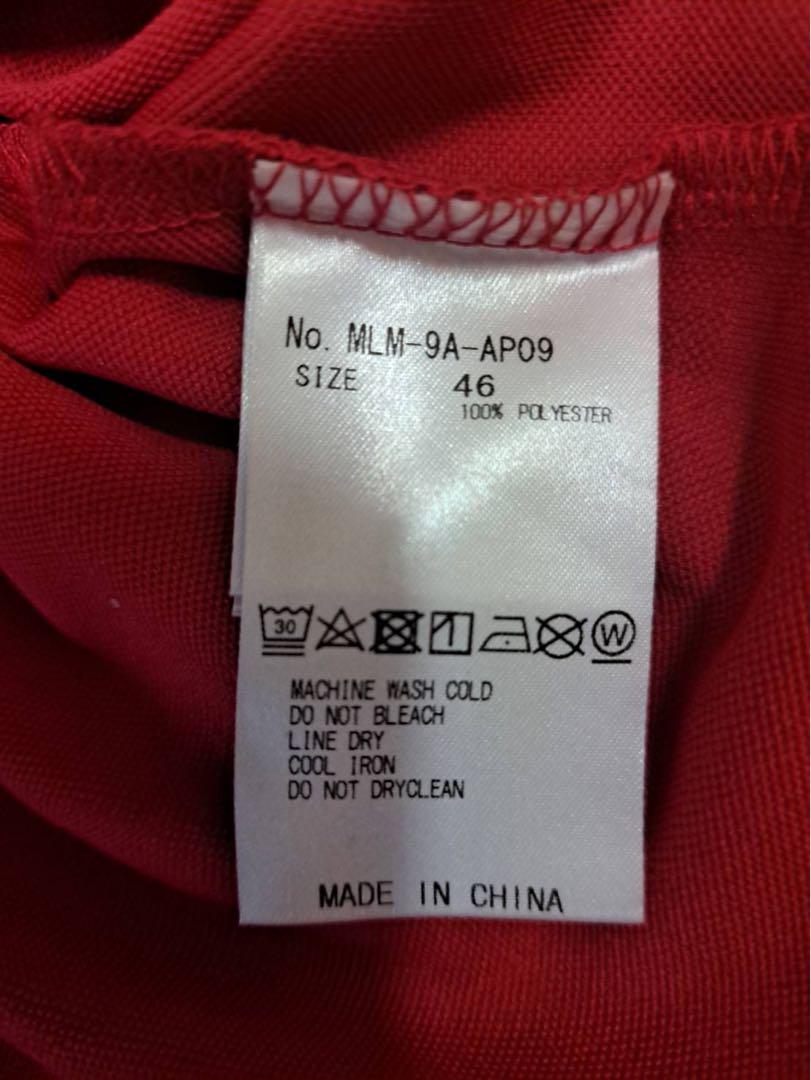 No. MLM-9A-AP09
SIZE 46
100% POLYESTER
30 W
MACHINE WASH COLD
DO NOT BLEACH
LINE DRY
COOL IRON
DO NOT DRYCLEAN
MADE IN CHINA